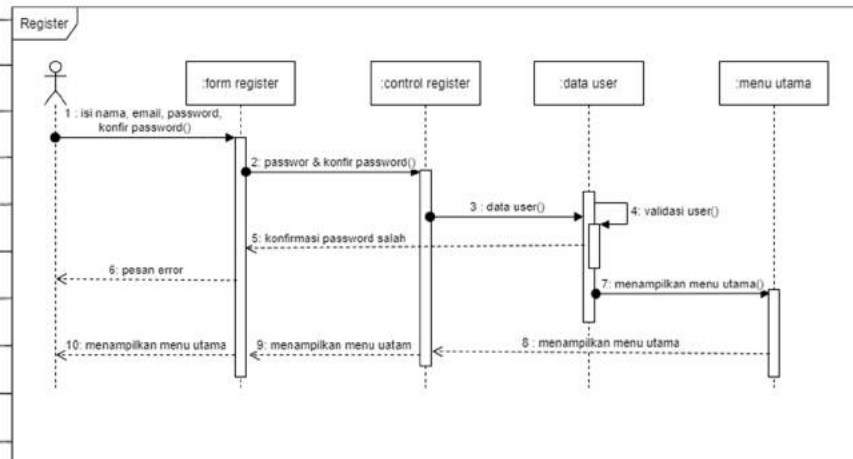 Register
:form register
:control register
:data user
:menu utama
1 : isi nama, email, password,
konfir password()
2: passwor & konfir password()
3 : data user()
4: validasi user()
5: konfirmasi password salah
6: pesan error
7: menampilkan menu utama()
8 : menampilkan menu utama
9: menampilkan menu uatam
10: menampilkan menu utama